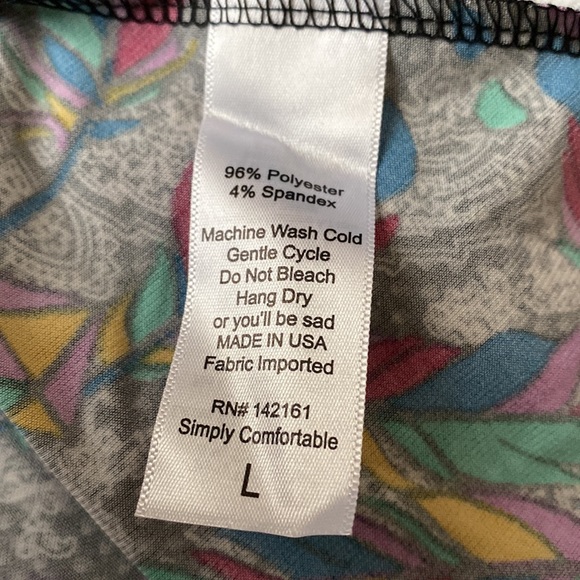 96% Polyester
4% Spandex
Machine Wash Cold
Gentle Cycle
Do Not Bleach
Hang Dry
or you'll be sad
MADE IN USA
Fabric Imported
RN# 142161
Simply Comfortable
L